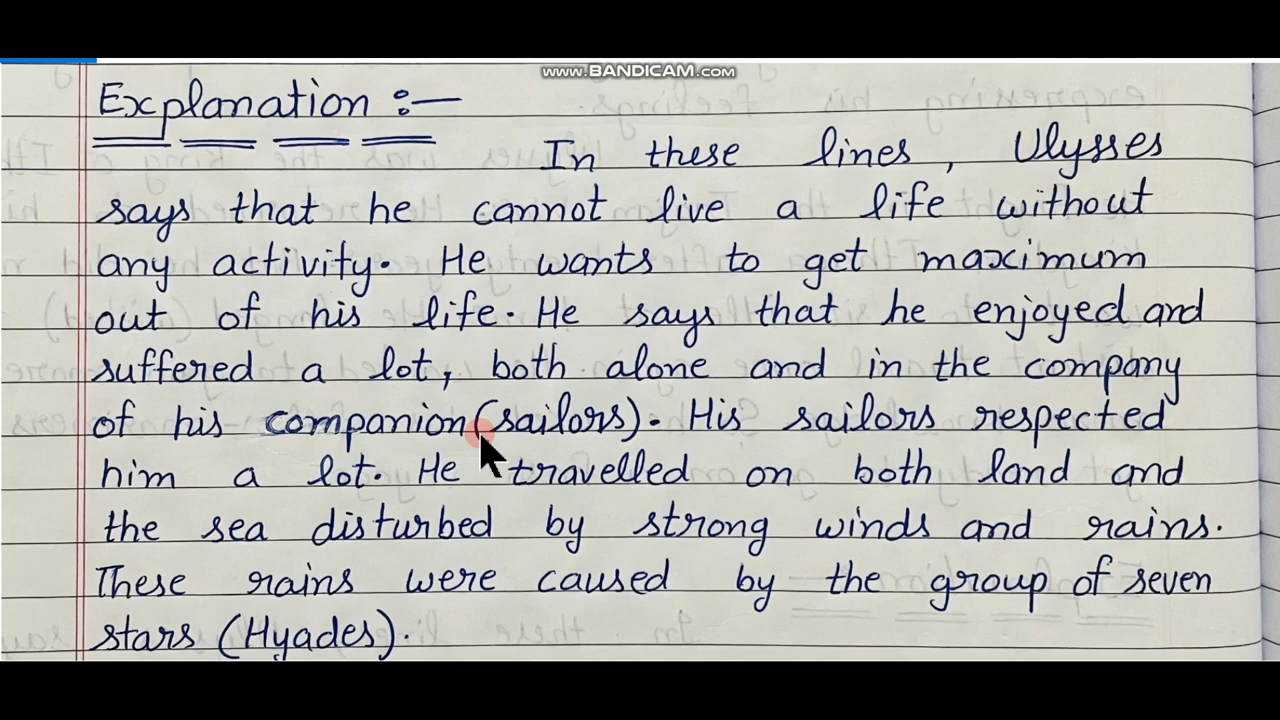 www.BANDICAM.com
Explanation :—
In these lines, Ulysses
says that he cannot live a life without
any activity. He wants to get maximum
out of his life. He says that he enjoyed and
suffered a lot, both alone and in the company
of his companion (sailors). His sailors respected
him a lot. He travelled on both land and
the sea disturbed by strong winds and rains.
These rains were caused by the group of seven
stars (Hyades).